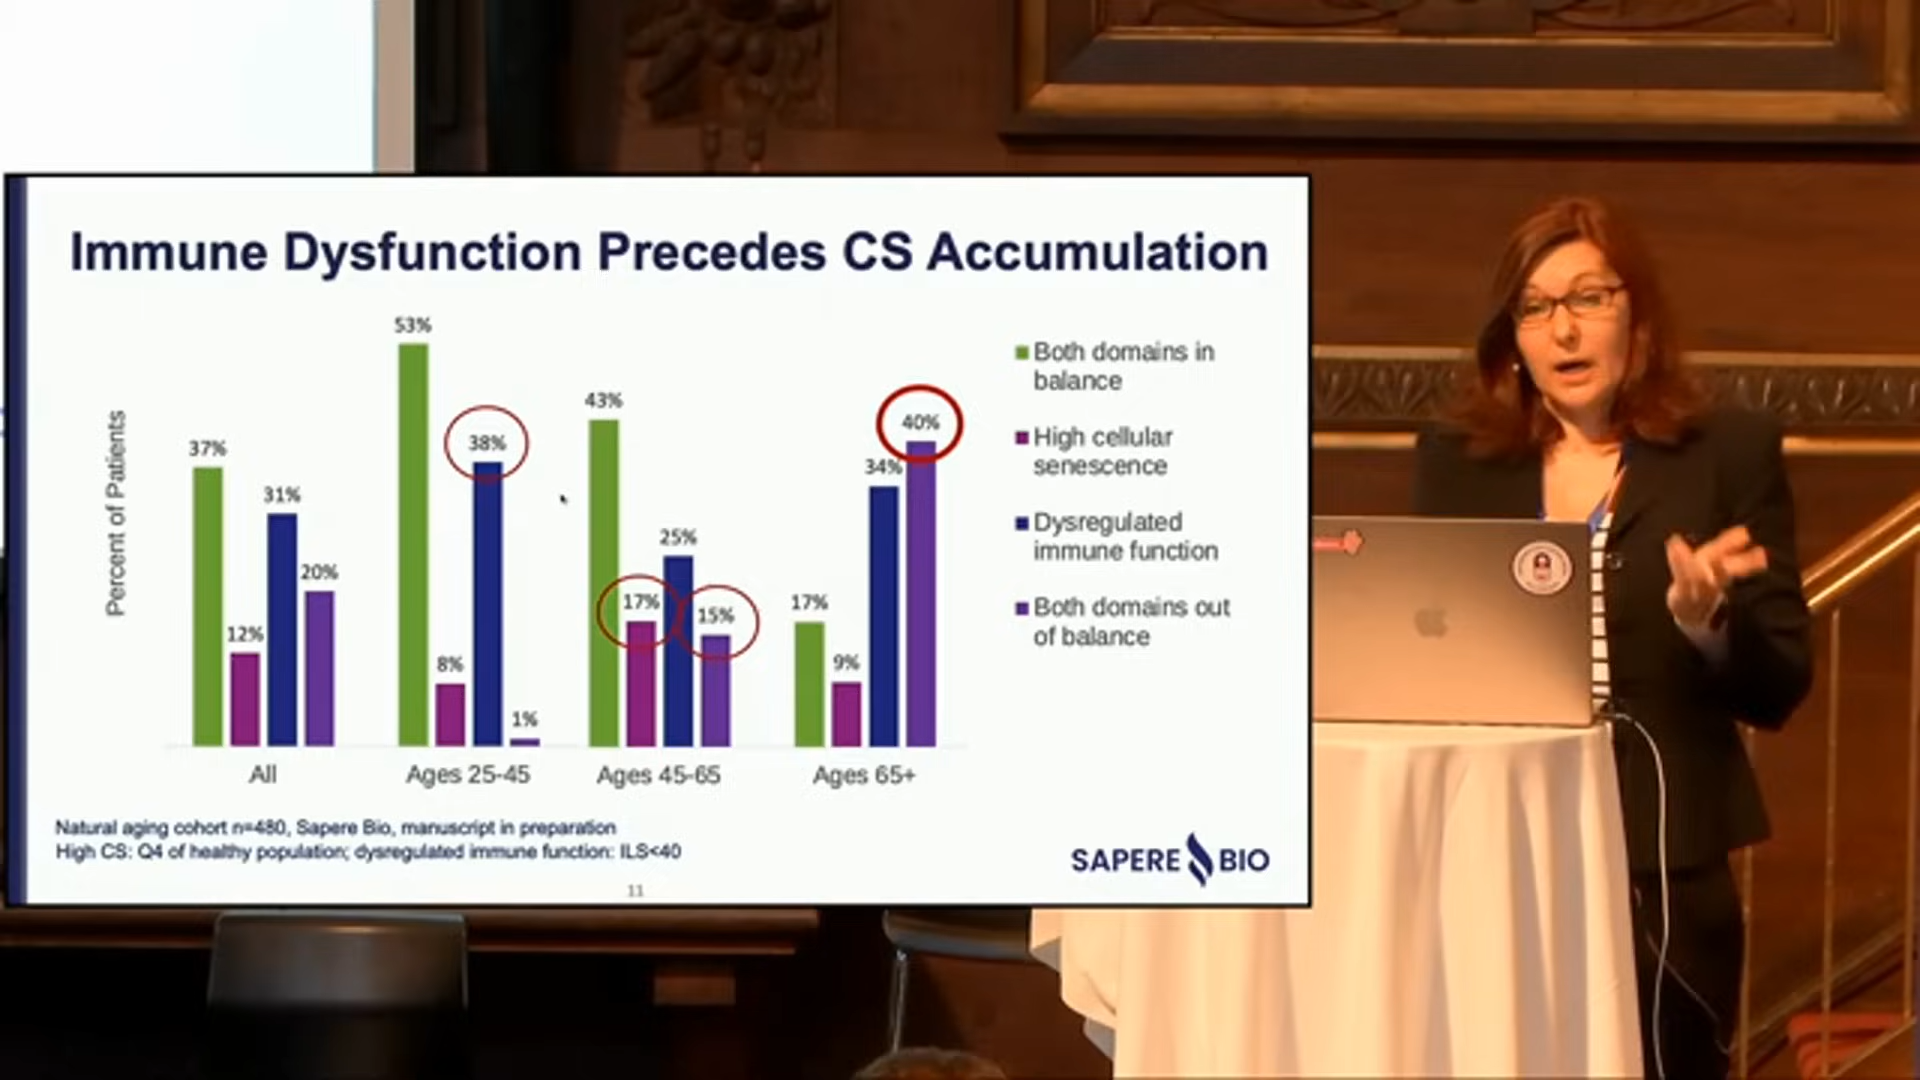 Immune Dysfunction Precedes CS Accumulation
Percent of Patients
37%
12%
31%
20%
53%
8%
38%
1%
43%
17%
25%
15%
17%
9%
34%
40%
All
Ages 25-45
Ages 45-65
Ages 65+
Both domains in
balance
High cellular
senescence
Dysregulated
immune function
Both domains out
of balance
Natural aging cohort n=480, Sapere Bio, manuscript in preparation
High CS: Q4 of healthy population; dysregulated immune function: ILS<40
11
SAPERE BIO